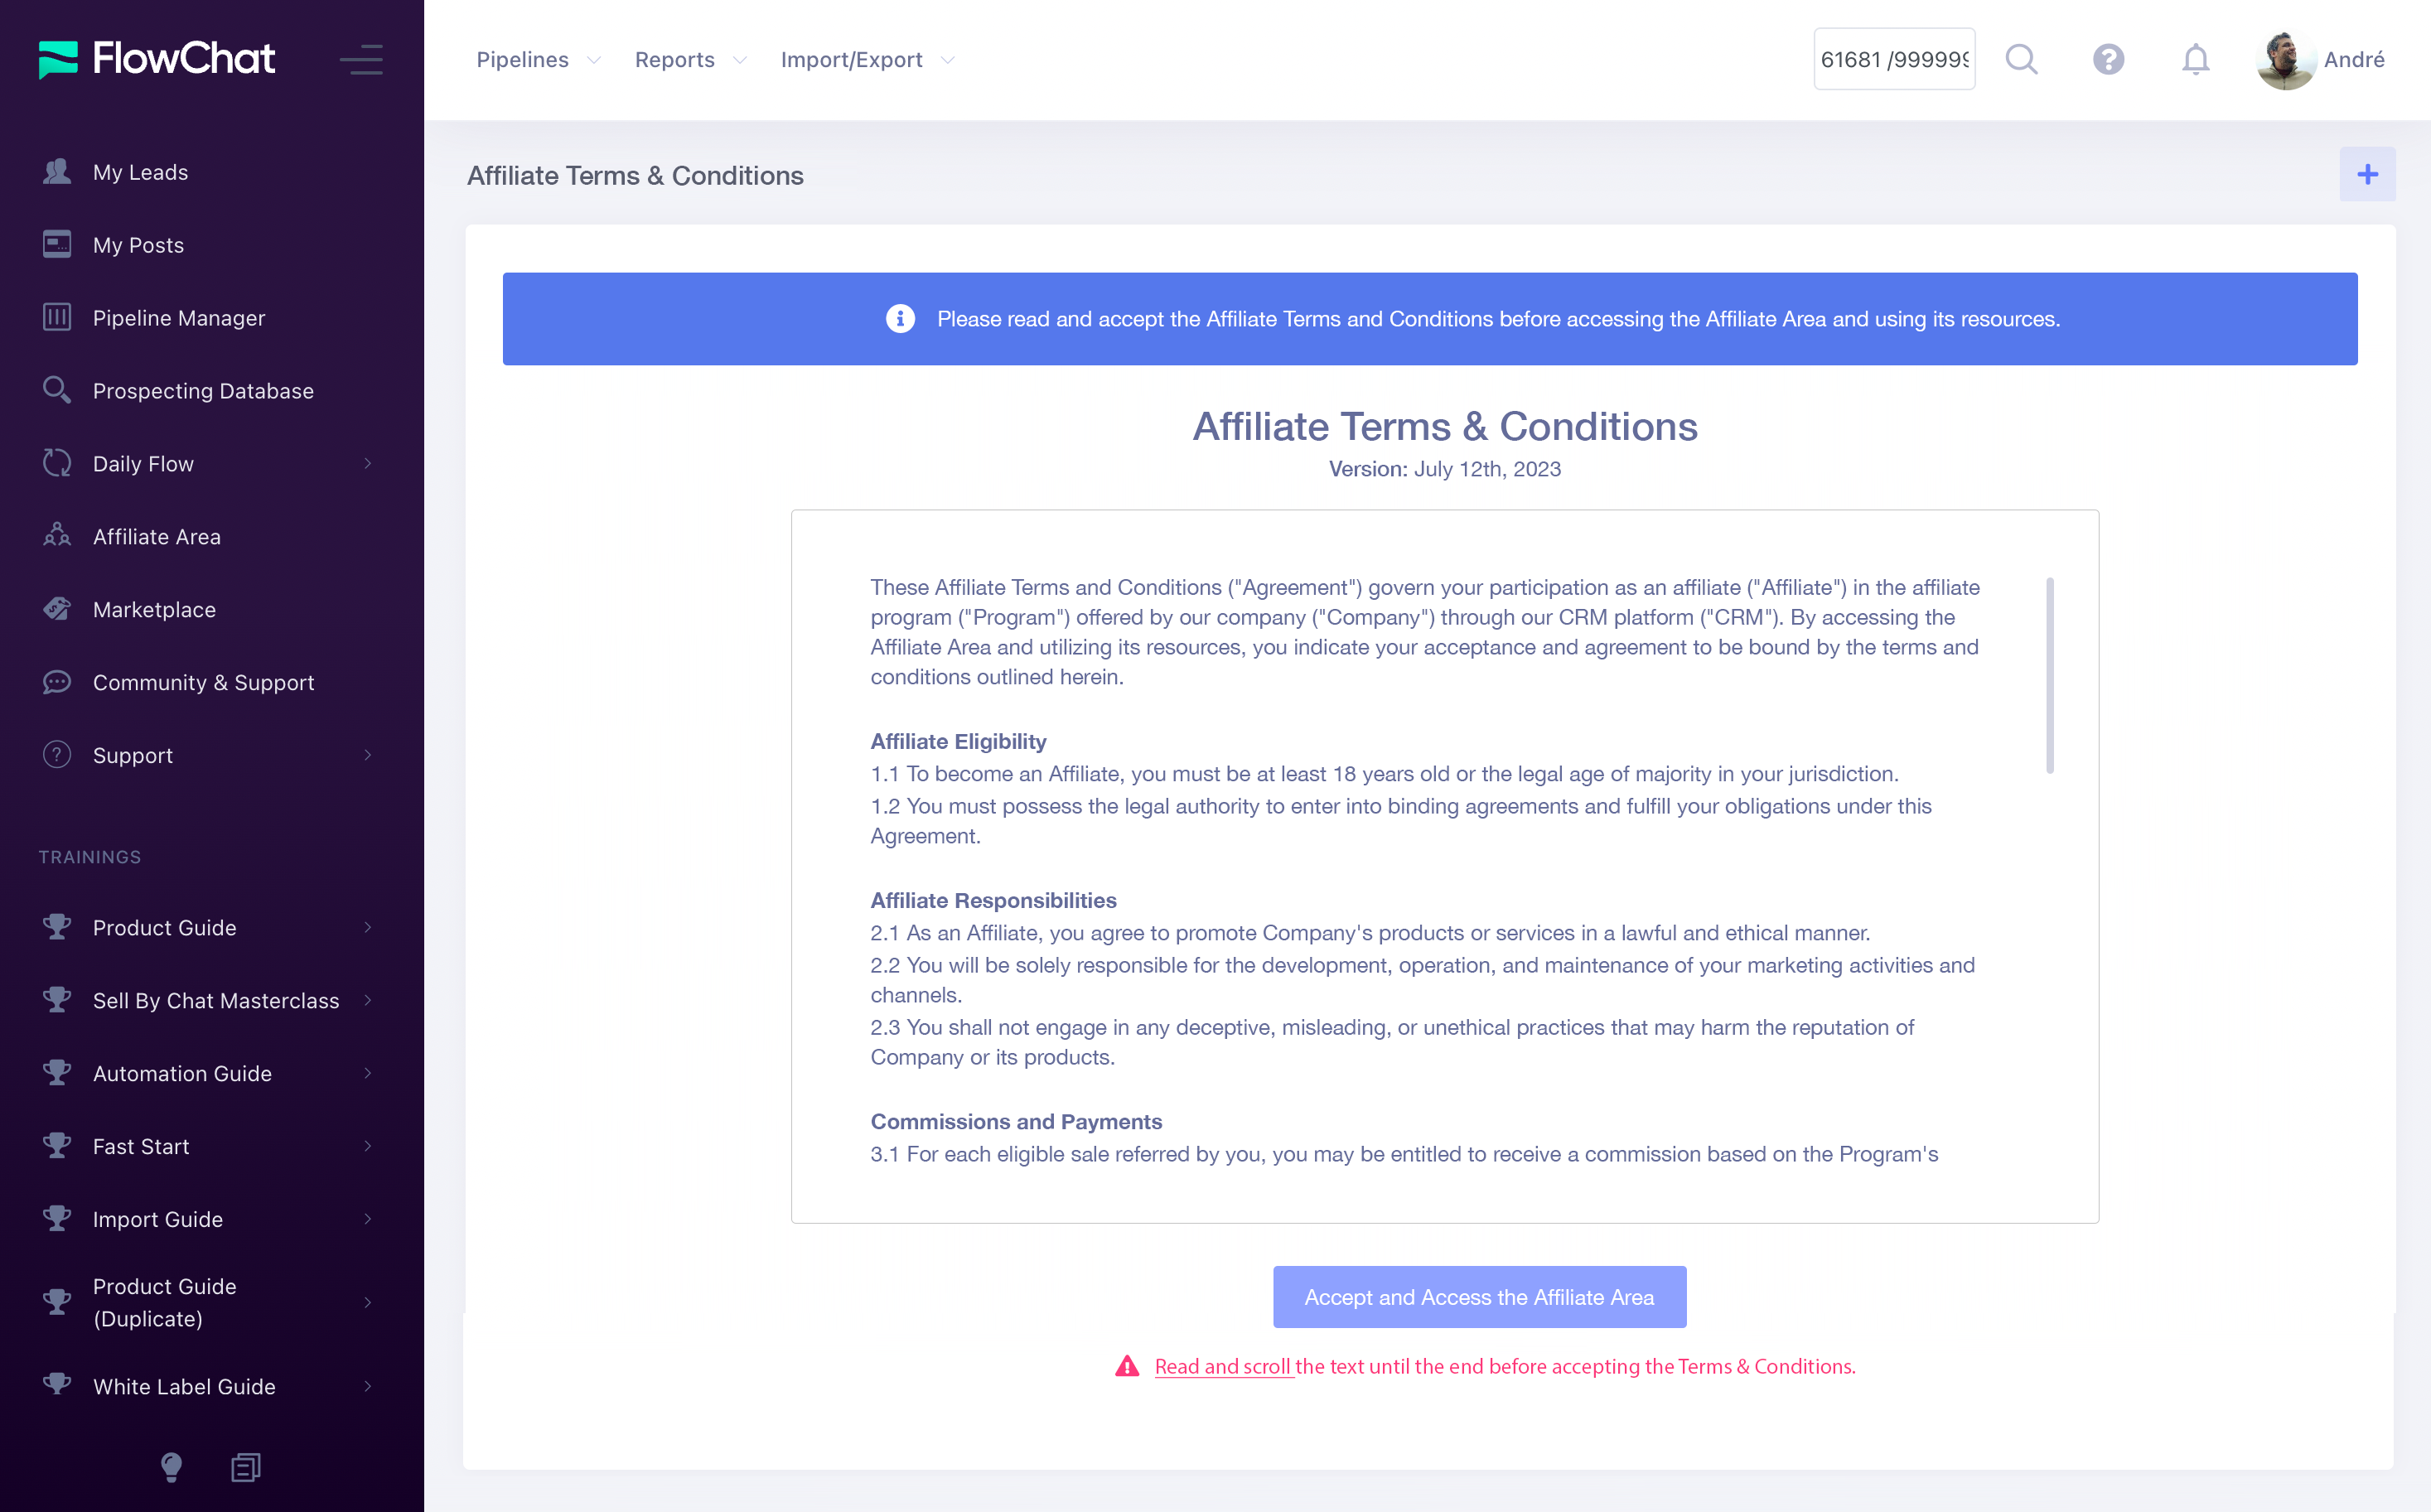 FlowChat
My Leads
My Posts
Pipeline Manager
Prospecting Database
Daily Flow
Affiliate Area
Marketplace
Community & Support
Support
TRAININGS
Product Guide
Sell By Chat Masterclass
Automation Guide
Fast Start
Import Guide
Product Guide
(Duplicate)
White Label Guide
Pipelines
Reports
Import/Export
61681 /99999
André
Affiliate Terms & Conditions
Please read and accept the Affiliate Terms and Conditions before accessing the Affiliate Area and using its resources.
Affiliate Terms & Conditions
Version: July 12th, 2023
These Affiliate Terms and Conditions ("Agreement") govern your participation as an affiliate ("Affiliate") in the affiliate
program ("Program") offered by our company ("Company") through our CRM platform ("CRM"). By accessing the
Affiliate Area and utilizing its resources, you indicate your acceptance and agreement to be bound by the terms and
conditions outlined herein.
Affiliate Eligibility
1.1 To become an Affiliate, you must be at least 18 years old or the legal age of majority in your jurisdiction.
1.2 You must possess the legal authority to enter into binding agreements and fulfill your obligations under this
Agreement.
Affiliate Responsibilities
2.1 As an Affiliate, you agree to promote Company's products or services in a lawful and ethical manner.
2.2 You will be solely responsible for the development, operation, and maintenance of your marketing activities and
channels.
2.3 You shall not engage in any deceptive, misleading, or unethical practices that may harm the reputation of
Company or its products.
Commissions and Payments
3.1 For each eligible sale referred by you, you may be entitled to receive a commission based on the Program's
Accept and Access the Affiliate Area
Read and scroll the text until the end before accepting the Terms & Conditions.